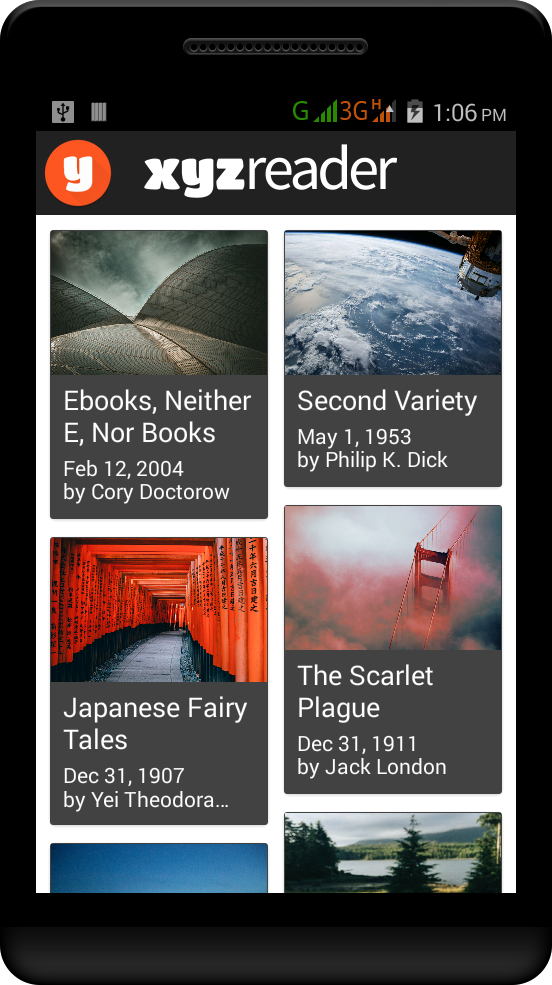 G 3G H 1:06 PM
y xyzreader
Ebooks, Neither
E, Nor Books
Feb 12, 2004
by Cory Doctorow
Second Variety
May 1, 1953
by Philip K. Dick
Japanese Fairy
Tales
Dec 31, 1907
by Yei Theodora…
The Scarlet
Plague
Dec 31, 1911
by Jack London